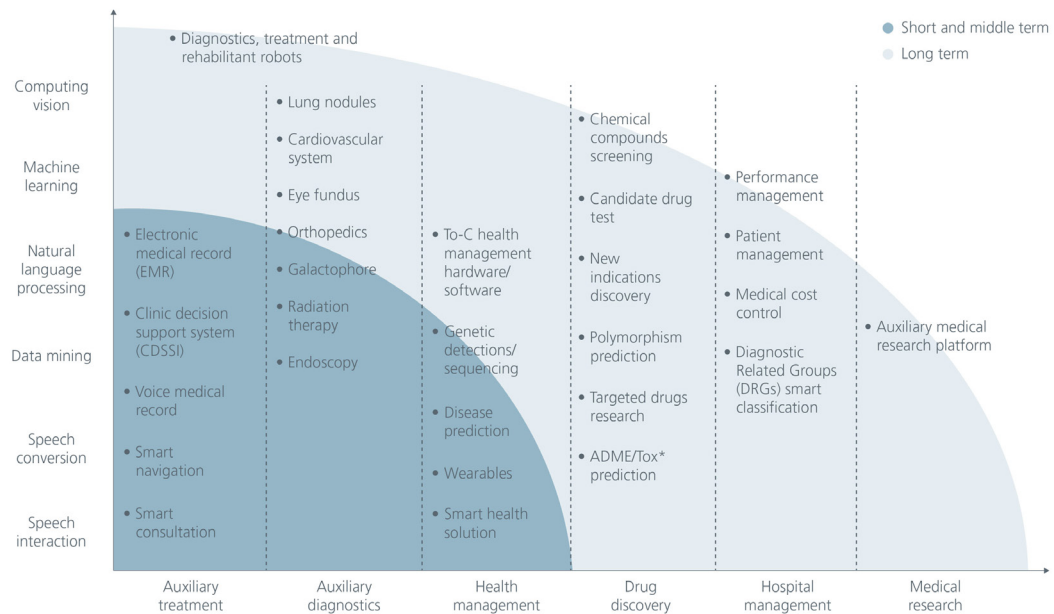 Short and middle term
Long term
Computing
vision
Machine
learning
Natural
language
processing
Data mining
Speech
conversion
Speech
interaction
• Diagnostics, treatment and
rehabilitant robots
• Electronic
medical record
(EMR)
• Clinic decision
support system
(CDSSI)
• Voice medical
record
• Smart
navigation
• Smart
consultation
• Lung nodules
• Cardiovascular
system
• Eye fundus
• Orthopedics
• Galactophore
• Radiation
therapy
• Endoscopy
• To-C health
management
hardware/
software
• Genetic
detections/
sequencing
• Disease
prediction
• Wearables
• Smart health
solution
• Chemical
compounds
screening
• Candidate drug
test
• New
indications
discovery
• Polymorphism
prediction
• Targeted drugs
research
• ADME/Tox*
prediction
• Performance
management
• Patient
management
• Medical cost
control
• Diagnostic
Related Groups
(DRGs) smart
classification
• Auxiliary medical
research platform
Auxiliary
treatment
Auxiliary
diagnostics
Health
management
Drug
discovery
Hospital
management
Medical
research